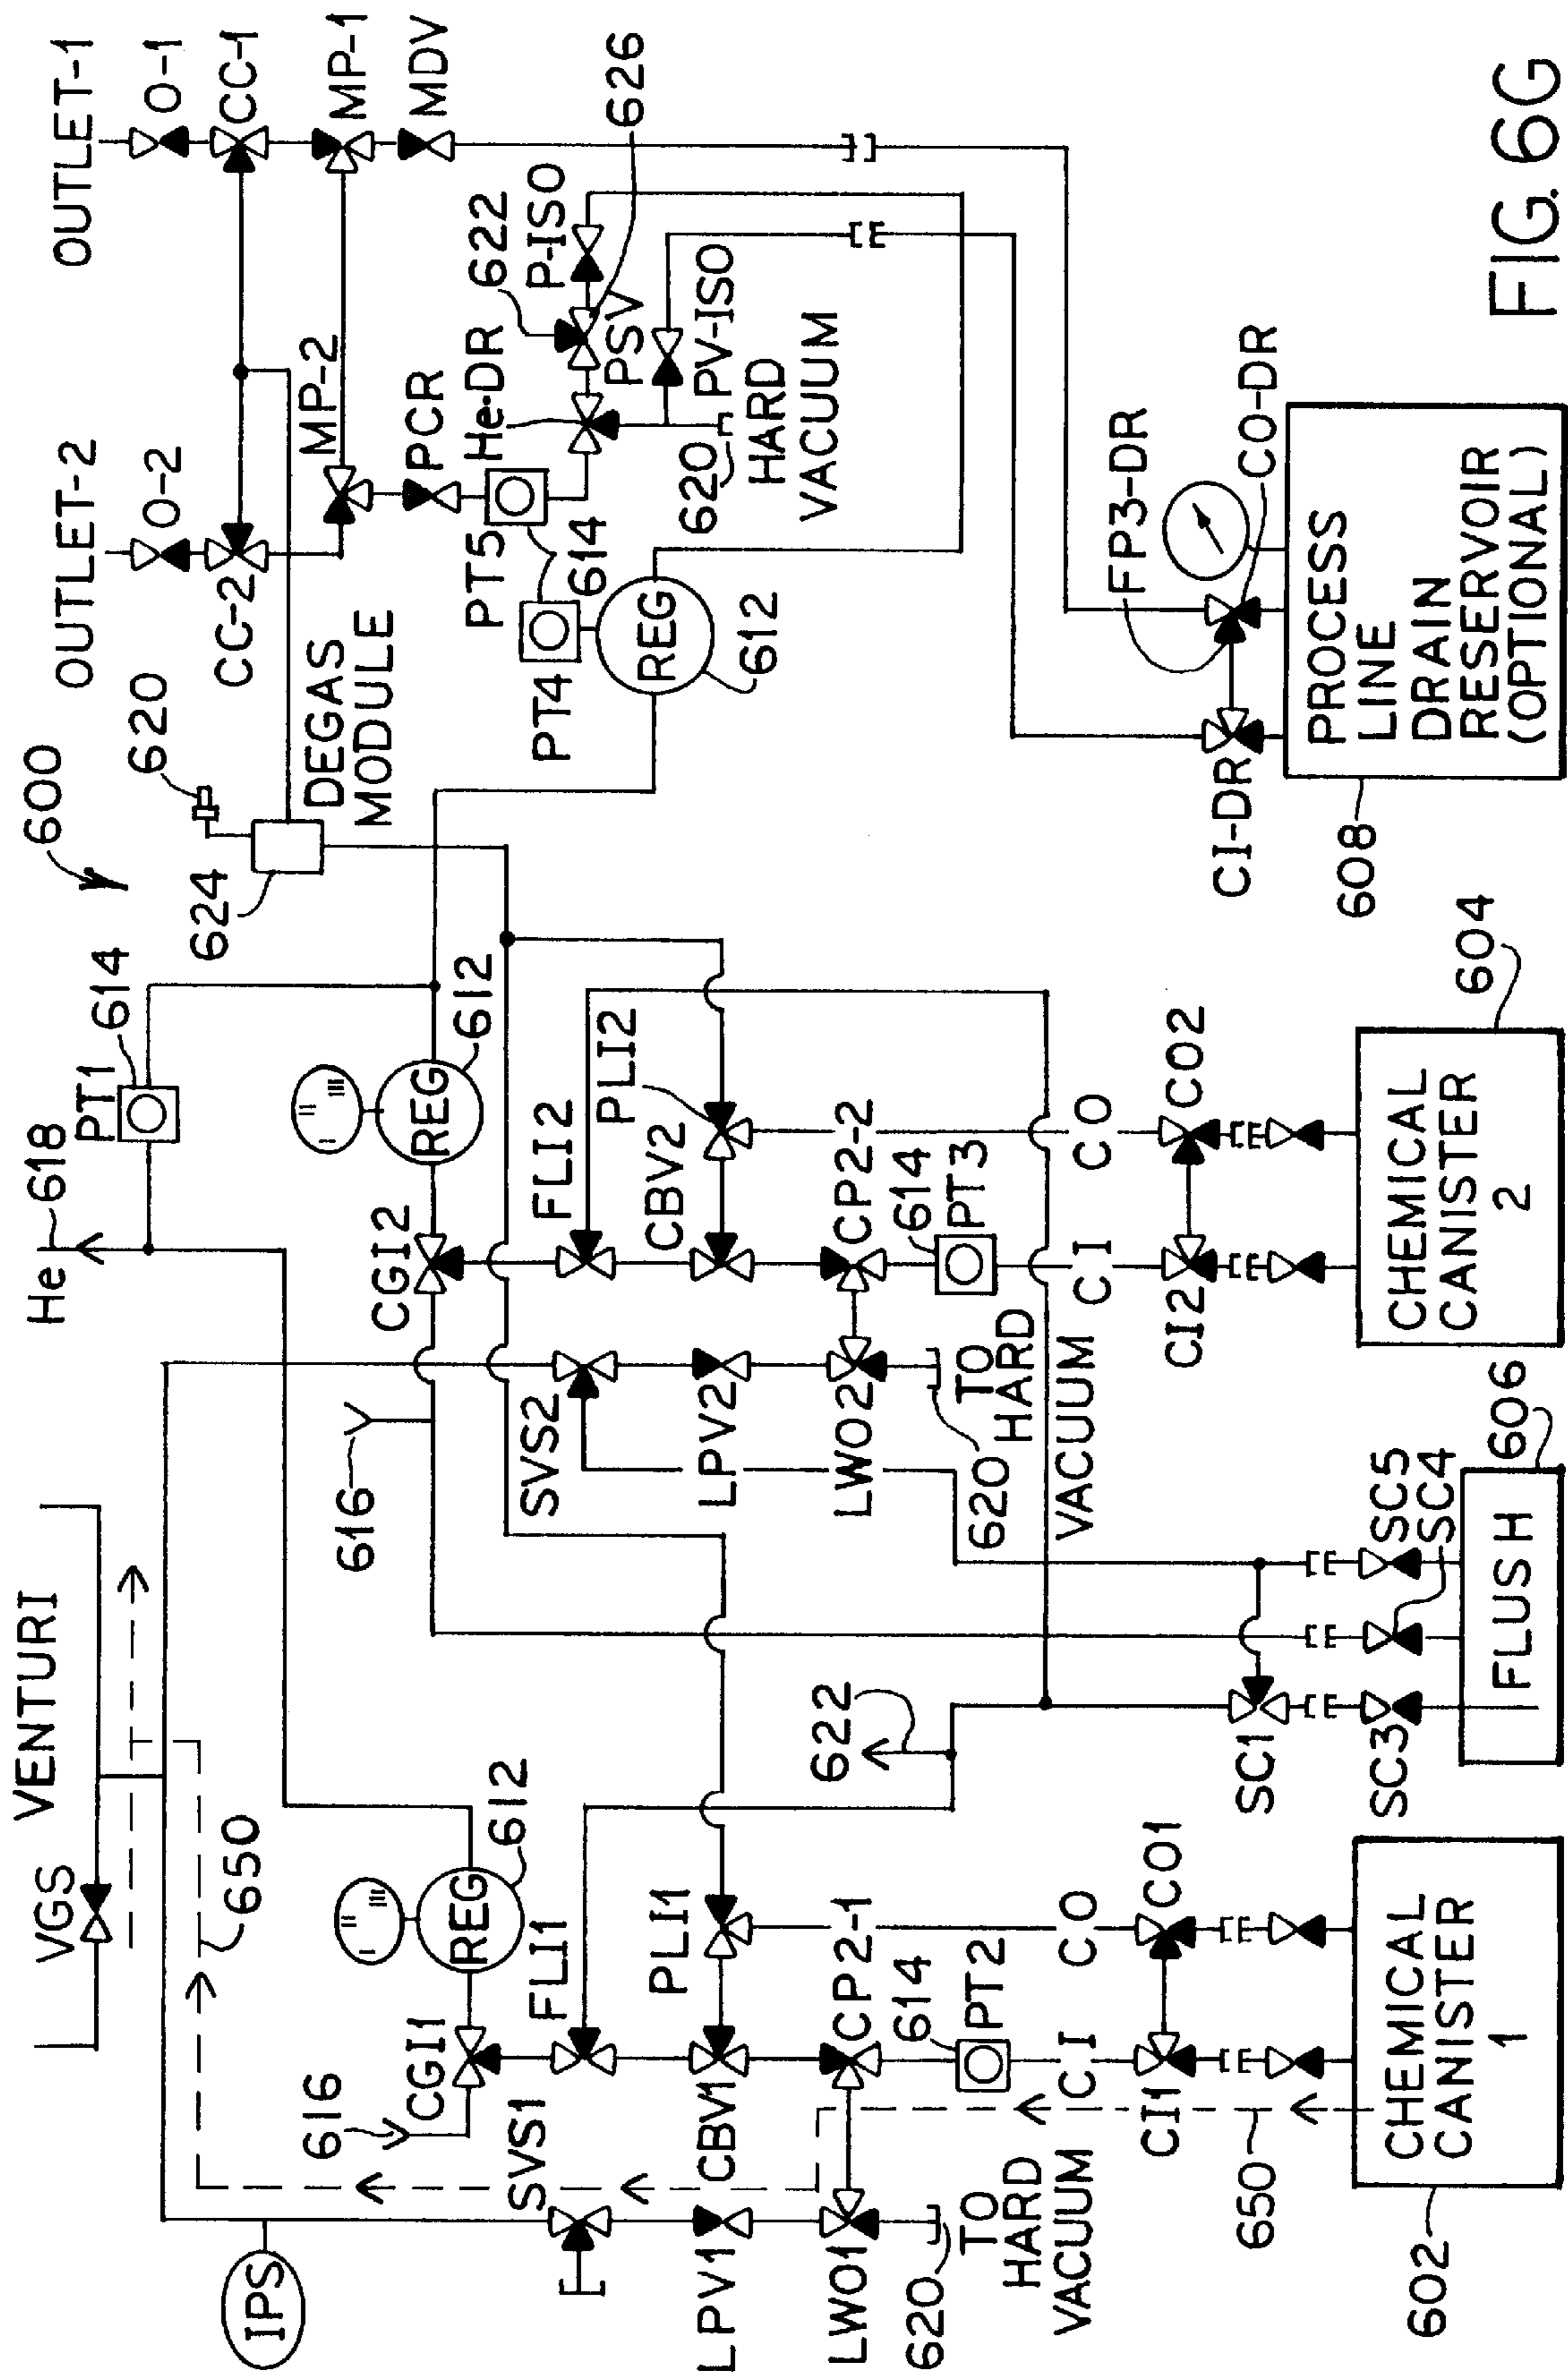 FIG. 6G
600
VENTURI
VGS
He
618
PT1
614
620
624
DEGAS
MODULE
OUTLET-2
O-2
CC-2
OUTLET-1
O-1
CC-1
MP-1
MDV
MP-2
PCR
He-DR
PT5
614
PT4
REG
612
622
P-ISO
PSV
626
PV-ISO
620
HARD
VACUUM
IPS
650
616
CGI1
REG
612
FLI1
SVS1
LPV1
CBV1
PLI1
LWO1
CP2-1
620
TO
HARD
VACUUM
614
PT2
CI
CO
CI1
CO1
650
602
CHEMICAL
CANISTER
1
616
CGI2
REG
612
FLI2
SVS2
LPV2
CBV2
PLI2
LWO2
CP2-2
620
TO
HARD
VACUUM
614
PT3
CI
CO
CI2
CO2
604
CHEMICAL
CANISTER
2
622
SC1
SC3
SC5
SC4
606
FLUSH
FP3-DR
CO-DR
CI-DR
608
PROCESS
LINE
DRAIN
RESERVOIR
(OPTIONAL)